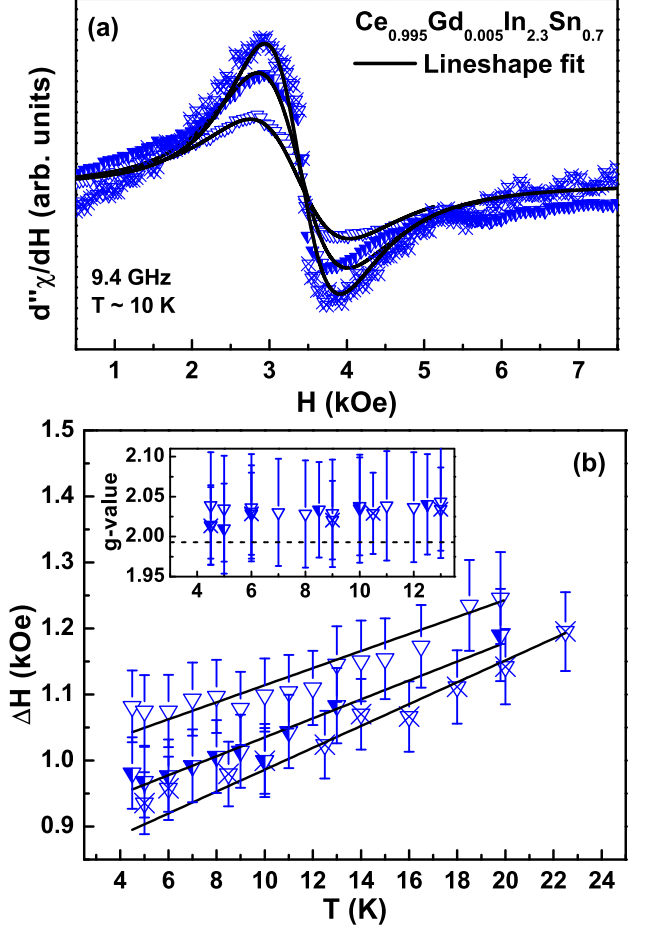 (a)
Ce0.995Gd0.005In2.3Sn0.7
Lineshape fit
d''χ/dH (arb. units)
9.4 GHz
T ~ 10 K
1 2 3 4 5 6 7
H (kOe)
(b)
1.5
1.4
1.3
1.2
1.1
1.0
0.9
ΔH (kOe)
2.10
2.05
2.00
1.95
g-value
4 6 8 10 12
4 6 8 10 12 14 16 18 20 22 24
T (K)